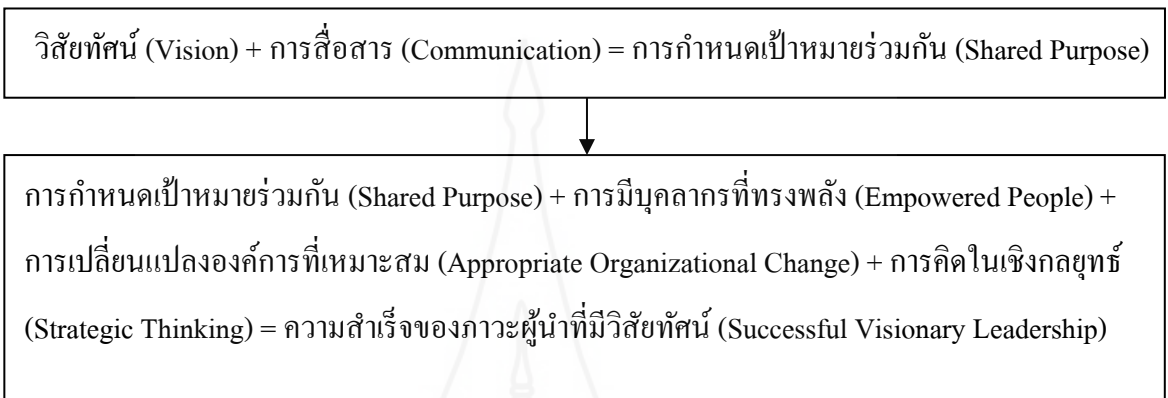 วิสัยทัศน์ (Vision) + การสื่อสาร (Communication) = การกำหนดเป้าหมายร่วมกัน (Shared Purpose)
การกำหนดเป้าหมายร่วมกัน (Shared Purpose) + การมีบุคลากรที่ทรงพลัง (Empowered People) +
การเปลี่ยนแปลงองค์การที่เหมาะสม (Appropriate Organizational Change) + การคิดในเชิงกลยุทธ์
(Strategic Thinking) = ความสำเร็จของภาวะผู้นำที่มีวิสัยทัศน์ (Successful Visionary Leadership)